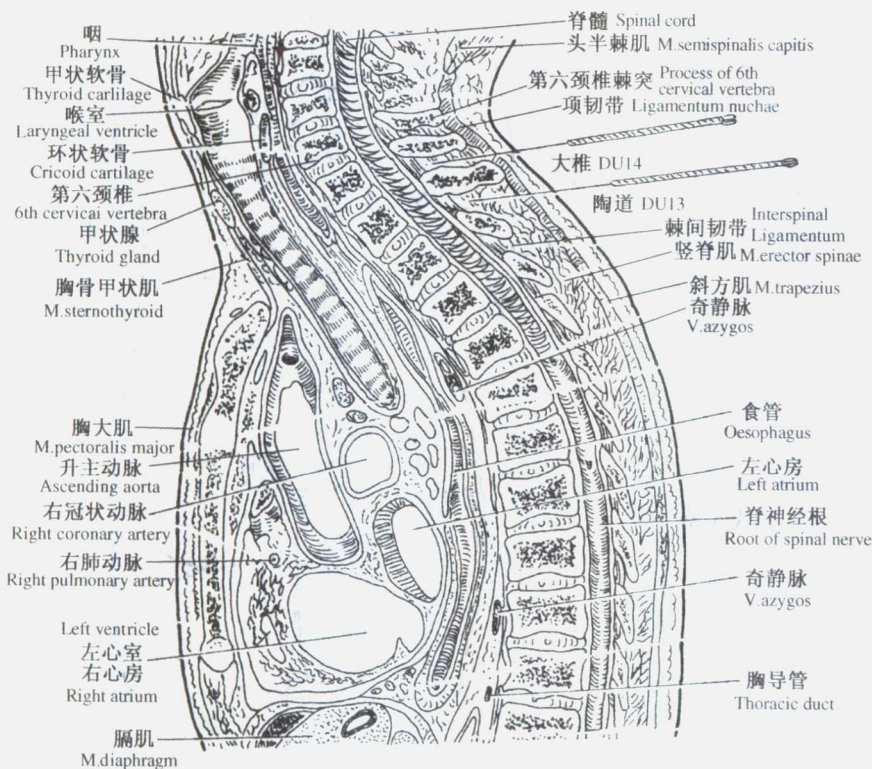 咽
Pharynx
甲状软骨
Thyroid carlilage
喉室
Laryngeal ventricle
环状软骨
Cricoid cartilage
第六颈椎
6th cervicai vertebra
甲状腺
Thyroid gland
胸骨甲状肌
M.sternothyroid
胸大肌
M.pectoralis major
升主动脉
Ascending aorta
右冠状动脉
Right coronary artery
右肺动脉
Right pulmonary artery
Left ventricle
左心室
右心房
Right atrium
膈肌
M.diaphragm
脊髓 Spinal cord
头半棘肌 M.semispinalis capitis
第六颈椎棘突 Process of 6th
cervical vertebra
项韧带 Ligamentum nuchae
大椎 DU14
陶道 DU13
棘间韧带 Interspinal
Ligamentum
竖脊肌 M.erector spinae
斜方肌 M.trapezius
奇静脉
V.azygos
食管
Oesophagus
左心房
Left atrium
脊神经根
Root of spinal nerve
奇静脉
V.azygos
胸导管
Thoracic duct